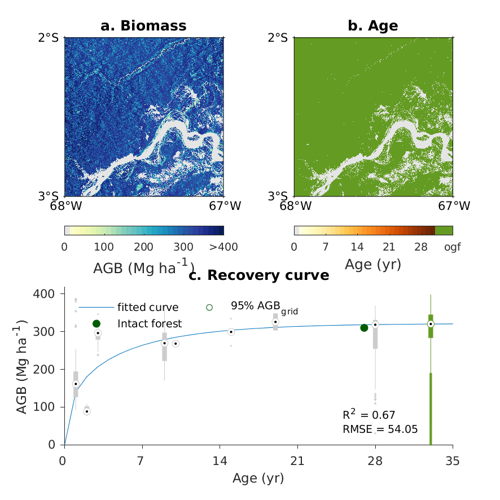 a. Biomass
b. Age
2°S
3°S
68°W
67°W
2°S
3°S
68°W
67°W
0 100 200 300 >400
AGB (Mg ha-1)
0 7 14 21 28 ogf
Age (yr)
c. Recovery curve
fitted curve
95% AGBgrid
Intact forest
400
300
200
100
0
AGB (Mg ha-1)
R2 = 0.67
RMSE = 54.05
0 7 14 21 28 35
Age (yr)